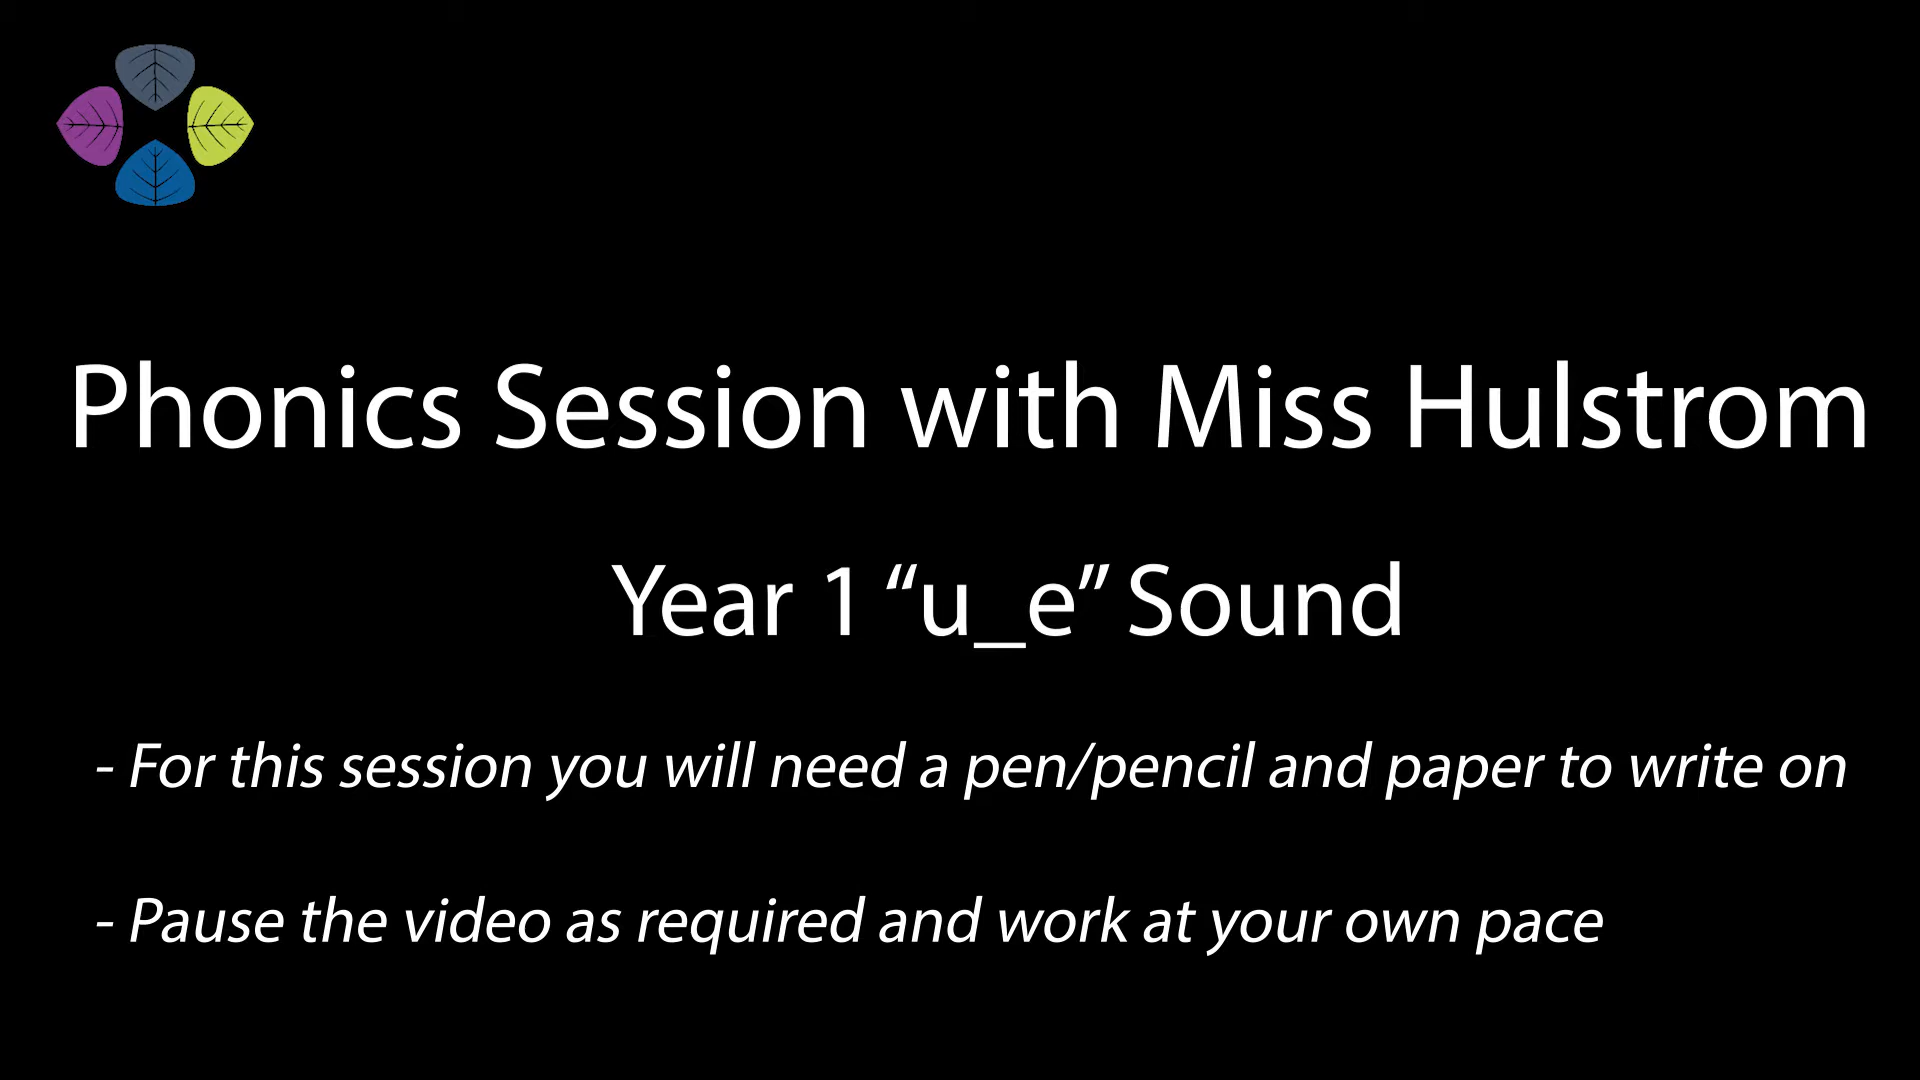 Phonics Session with Miss Hulstrom
Year 1 “u_e” Sound
- For this session you will need a pen/pencil and paper to write on
- Pause the video as required and work at your own pace